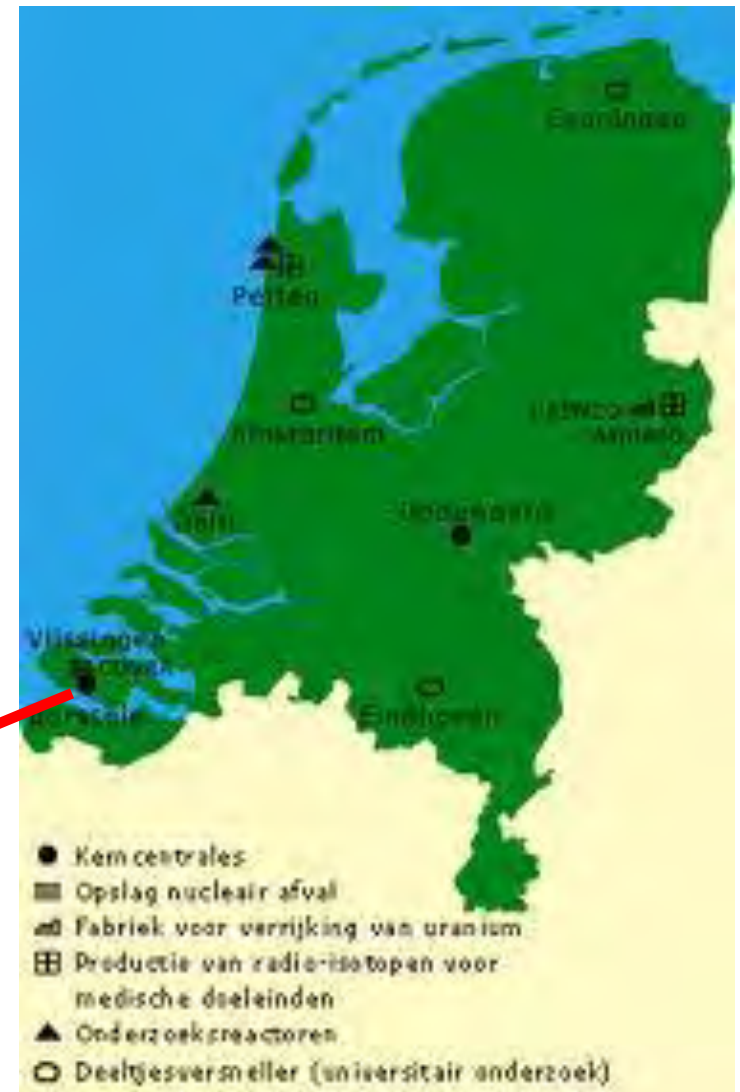 Groningen
Petten
Amsterdam
Almelo
Delft
Dodewaard
Vlissingen
Borssele
Eindhoven
Kerncentrales
Opslag nucleair afval
Fabriek voor verrijking van uranium
Productie van radio-isotopen voor
medische doeleinden
Onderzoeksreactoren
Deeltjesversneller (universitair onderzoek)